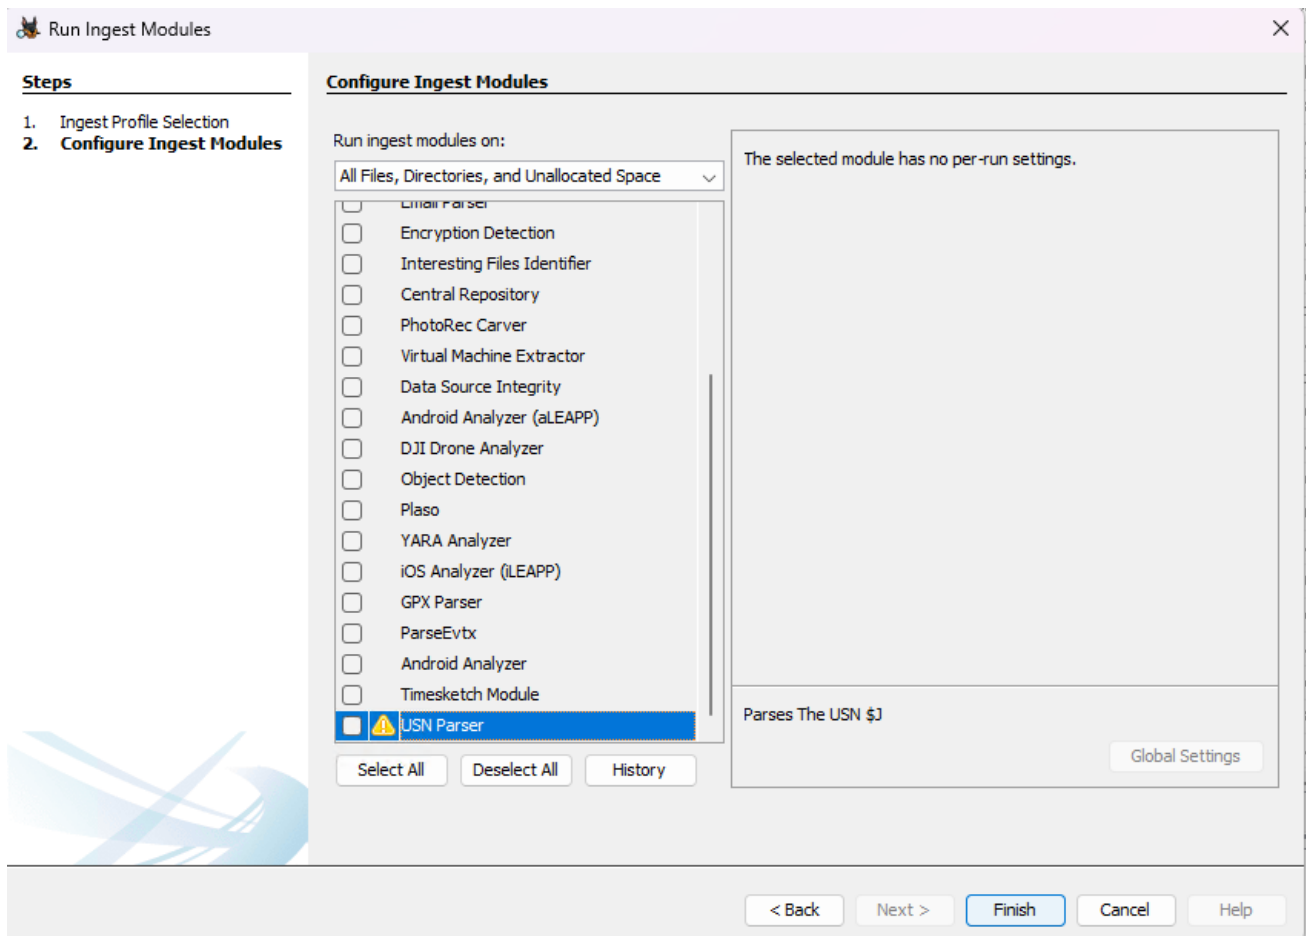 Run Ingest Modules
Steps
1. Ingest Profile Selection
2. Configure Ingest Modules
Configure Ingest Modules
Run ingest modules on:
All Files, Directories, and Unallocated Space
Email Parser
Encryption Detection
Interesting Files Identifier
Central Repository
PhotoRec Carver
Virtual Machine Extractor
Data Source Integrity
Android Analyzer (aLEAPP)
DJI Drone Analyzer
Object Detection
Plaso
YARA Analyzer
iOS Analyzer (iLEAPP)
GPX Parser
ParseEvtx
Android Analyzer
Timesketch Module
USN Parser
Select All
Deselect All
History
The selected module has no per-run settings.
Parses The USN $J
Global Settings
< Back
Next >
Finish
Cancel
Help